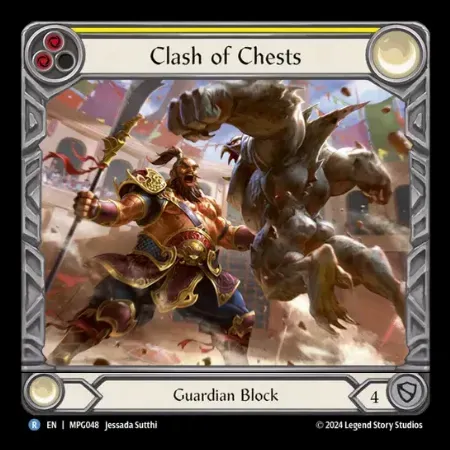 Clash of Chests
Guardian Block
4
R EN | MPG048 Jessada Sutthi
© 2024 Legend Story Studios